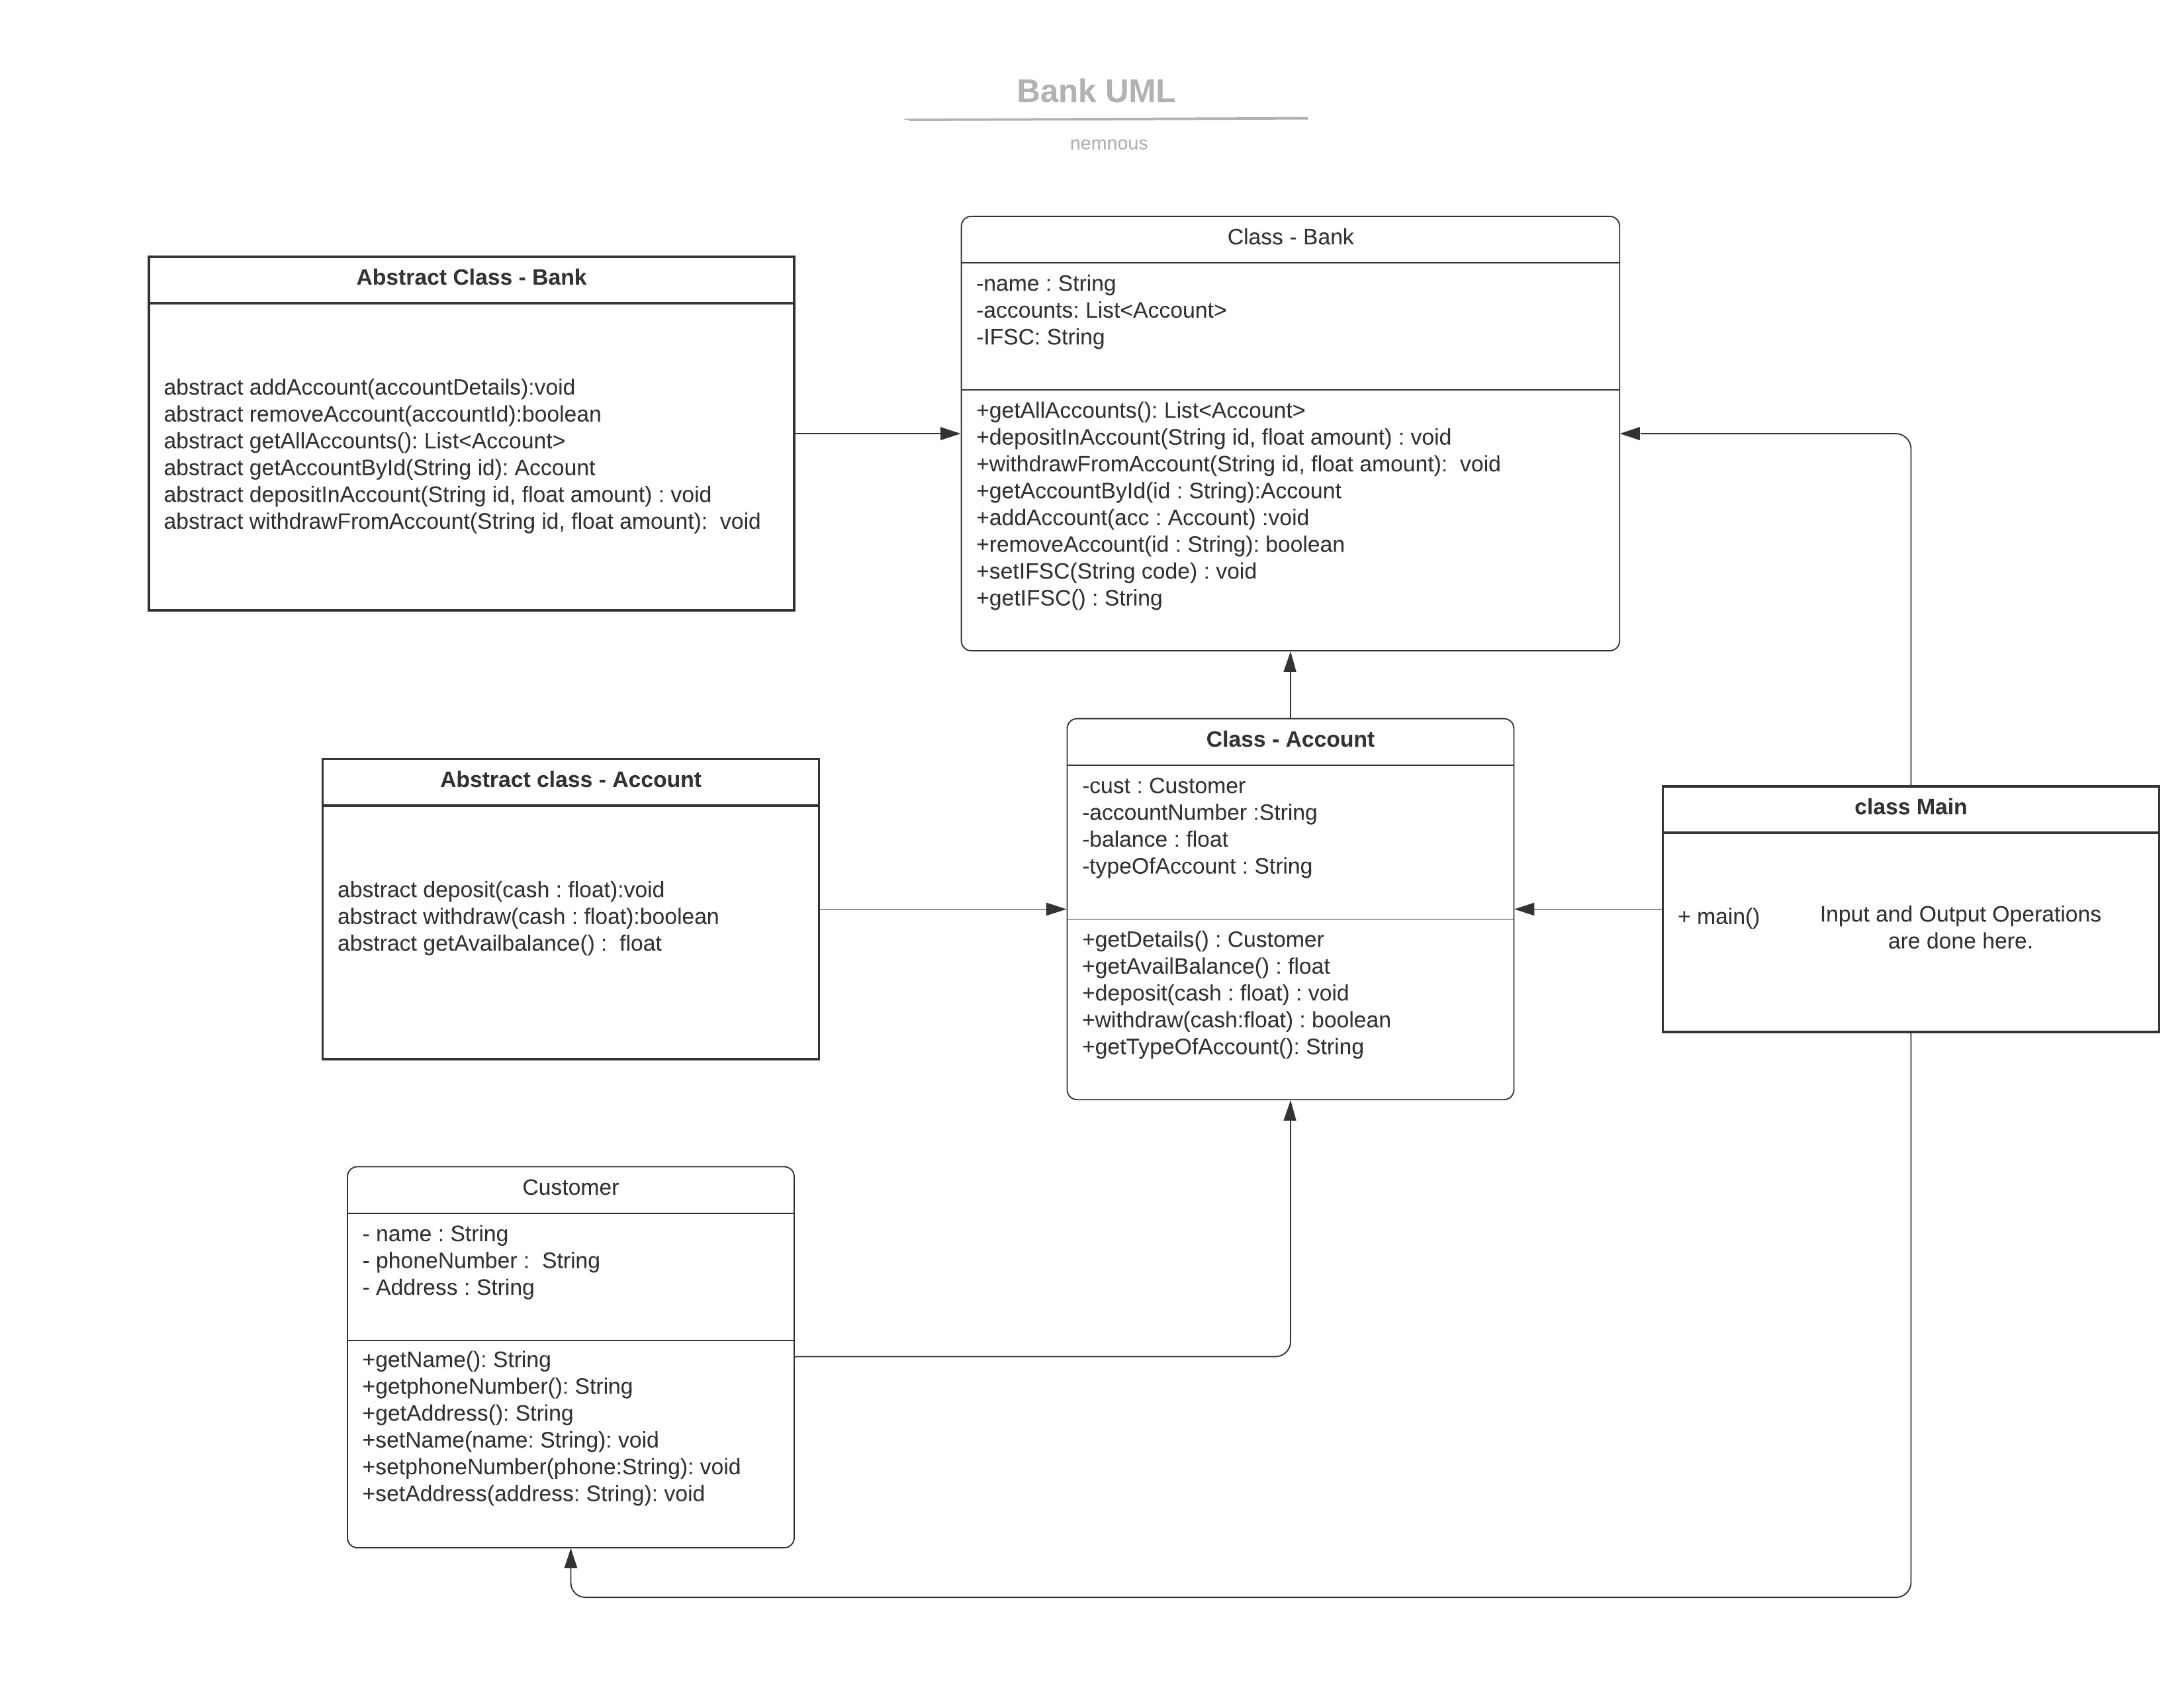 Bank UML
nemnous
Class - Bank
-name : String
-accounts: List<Account>
-IFSC: String
+getAllAccounts(): List<Account>
+depositInAccount(String id, float amount) : void
+withdrawFromAccount(String id, float amount):  void
+getAccountById(id : String):Account
+addAccount(acc : Account) :void
+removeAccount(id : String): boolean
+setIFSC(String code) : void
+getIFSC() : String
Abstract Class - Bank
abstract addAccount(accountDetails):void
abstract removeAccount(accountId):boolean
abstract getAllAccounts(): List<Account>
abstract getAccountById(String id): Account
abstract depositInAccount(String id, float amount) : void
abstract withdrawFromAccount(String id, float amount):  void
Class - Account
-cust : Customer
-accountNumber :String
-balance : float
-typeOfAccount : String
+getDetails() : Customer
+getAvailBalance() : float
+deposit(cash : float) : void
+withdraw(cash:float) : boolean
+getTypeOfAccount(): String
Abstract class - Account
abstract deposit(cash : float):void
abstract withdraw(cash : float):boolean
abstract getAvailbalance() :  float
class Main
+ main()
Input and Output Operations
are done here.
Customer
- name : String
- phoneNumber :  String
- Address : String
+getName(): String
+getphoneNumber(): String
+getAddress(): String
+setName(name: String): void
+setphoneNumber(phone:String): void
+setAddress(address: String): void